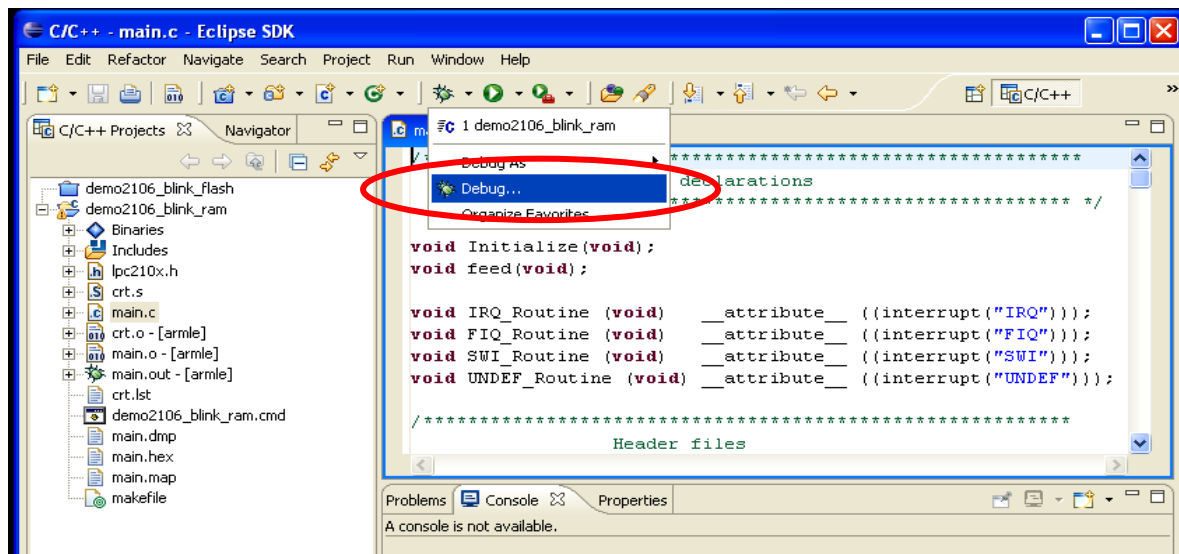 C/C++ - main.c - Eclipse SDK
File Edit Refactor Navigate Search Project Run Window Help
C/C++
C/C++ Projects Navigator
1 demo2106_blink_ram
Debug As
Debug...
Organize Favorites...
demo2106_blink_flash
demo2106_blink_ram
Binaries
Includes
lpc210x.h
crt.s
main.c
crt.o - [armle]
main.o - [armle]
main.out - [armle]
crt.lst
demo2106_blink_ram.cmd
main.dmp
main.hex
main.map
makefile
declarations
************************************ */
void Initialize(void);
void feed(void);
void IRQ_Routine (void) __attribute__ ((interrupt("IRQ")));
void FIQ_Routine (void) __attribute__ ((interrupt("FIQ")));
void SWI_Routine (void) __attribute__ ((interrupt("SWI")));
void UNDEF_Routine (void) __attribute__ ((interrupt("UNDEF")));
/**********************************************************
Header files
Problems Console Properties
A console is not available.